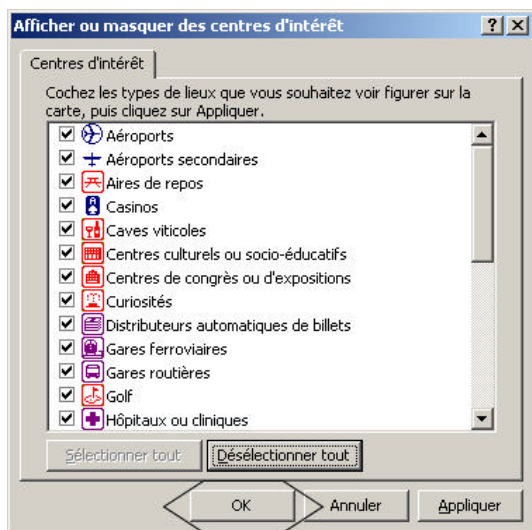 Afficher ou masquer des centres d'intérêt
Centres d'intérêt
Cochez les types de lieux que vous souhaitez voir figurer sur la
carte, puis cliquez sur Appliquer.
Aéroports
Aéroports secondaires
Aires de repos
Casinos
Caves viticoles
Centres culturels ou socio-éducatifs
Centres de congrès ou d'expositions
Curiosités
Distributeurs automatiques de billets
Gares ferroviaires
Gares routières
Golf
Hôpitaux ou cliniques
Sélectionner tout Désélectionner tout
OK Annuler Appliquer